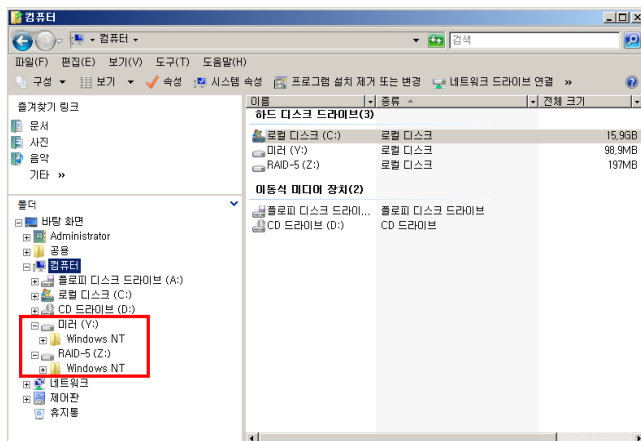 컴퓨터
컴퓨터
검색
파일(F) 편집(E) 보기(V) 도구(T) 도움말(H)
구성 보기 속성 시스템 속성 프로그램 설치 제거 또는 변경 네트워크 드라이브 연결 »
즐겨찾기 링크
문서
사진
음악
기타 »
폴더
바탕 화면
Administrator
공용
컴퓨터
플로피 디스크 드라이브 (A:)
로컬 디스크 (C:)
CD 드라이브 (D:)
미러 (Y:)
Windows NT
RAID-5 (Z:)
Windows NT
네트워크
제어판
휴지통
이름 종류 전체 크기
하드 디스크 드라이브(3)
로컬 디스크 (C:) 로컬 디스크 15,9GB
미러 (Y:) 로컬 디스크 98,9MB
RAID-5 (Z:) 로컬 디스크 197MB
이동식 미디어 장치(2)
플로피 디스크 드라이... 플로피 디스크 드라이브
CD 드라이브 (D:) CD 드라이브